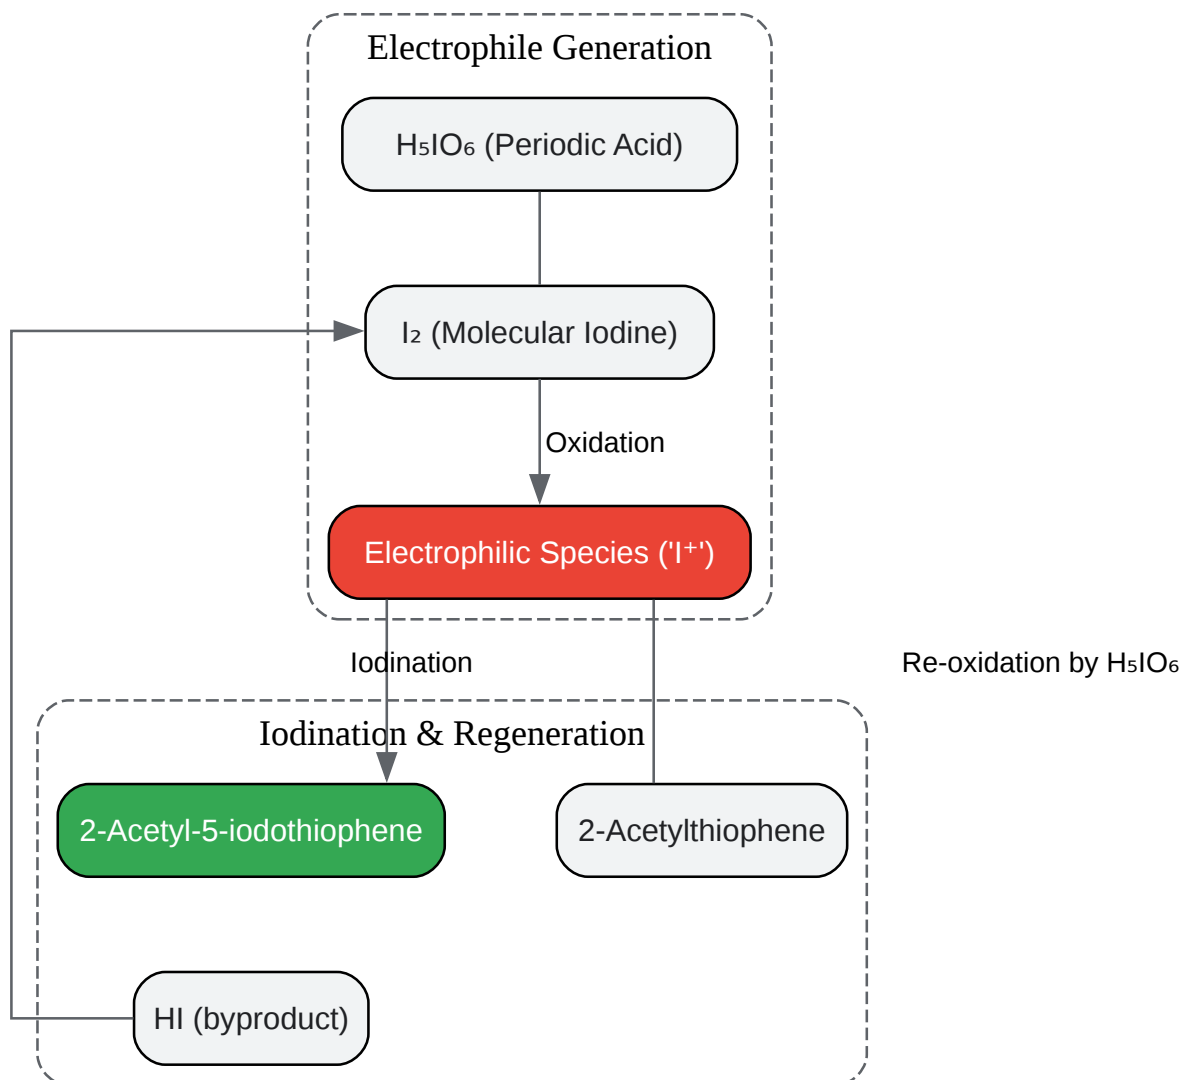 Electrophile Generation
H₅IO₆ (Periodic Acid)
I₂ (Molecular Iodine)
Oxidation
Electrophilic Species ('I⁺')
Iodination
Re-oxidation by H₅IO₆
Iodination & Regeneration
2-Acetyl-5-iodothiophene
2-Acetylthiophene
HI (byproduct)